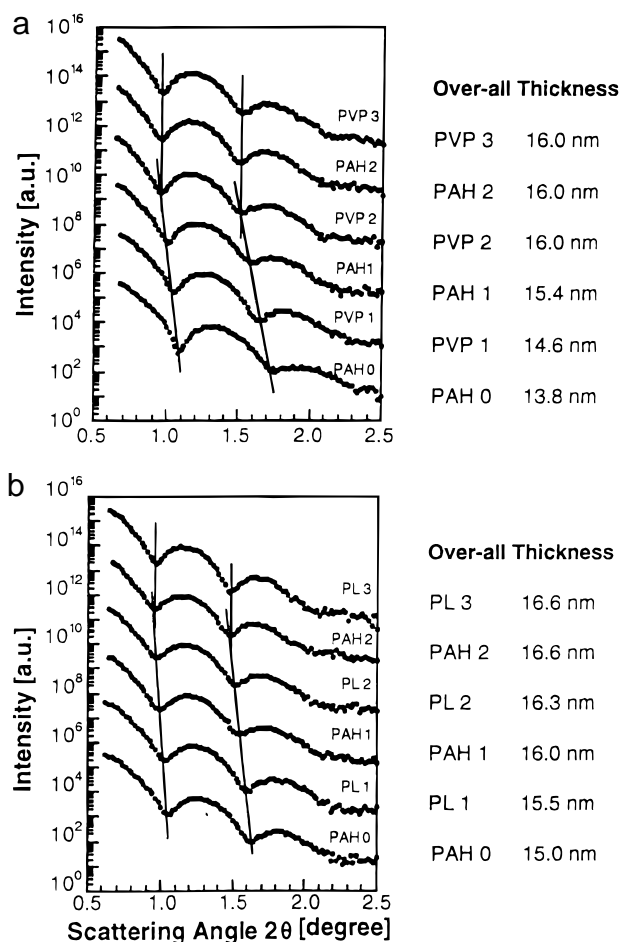 a
10^16
10^14
10^12
10^10
10^8
10^6
10^4
10^2
10^0
Intensity [a.u.]
PVP 3
PAH 2
PVP 2
PAH1
PVP 1
PAH 0
0.5 1.0 1.5 2.0 2.5
Over-all Thickness
PVP 3 16.0 nm
PAH 2 16.0 nm
PVP 2 16.0 nm
PAH 1 15.4 nm
PVP 1 14.6 nm
PAH 0 13.8 nm
b
10^16
10^14
10^12
10^10
10^8
10^6
10^4
10^2
10^0
Intensity [a.u.]
PL 3
PAH 2
PL 2
PAH1
PL 1
PAH 0
0.5 1.0 1.5 2.0 2.5
Scattering Angle 2θ [degree]
Over-all Thickness
PL 3 16.6 nm
PAH 2 16.6 nm
PL 2 16.3 nm
PAH 1 16.0 nm
PL 1 15.5 nm
PAH 0 15.0 nm